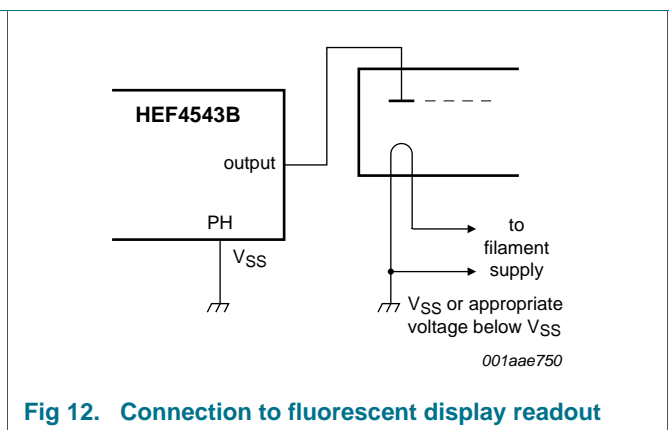 HEF4543B
output
PH
VSS
to
filament
supply
VSS or appropriate
voltage below VSS
001aae750
Fig 12. Connection to fluorescent display readout